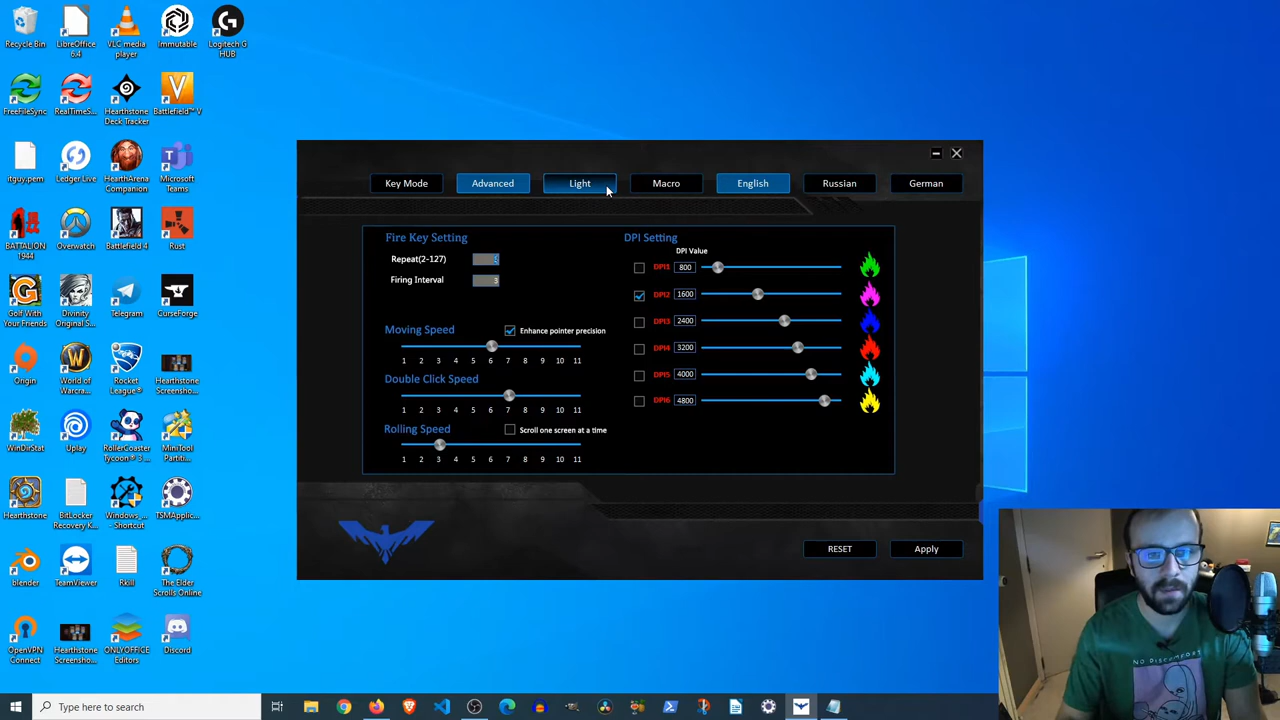 Recycle Bin
LibreOffice 6.4
VLC media player
Immutable
Logitech G HUB
FreeFileSync
RealTimeS...
Hearthstone Deck Tracker
Battlefield™ V
itguy.pem
Ledger Live
HearthArena Companion
Microsoft Teams
BATTALION 1944
Overwatch
Battlefield 4
Rust
Golf With Your Friends
Divinity Original S...
Telegram
CurseForge
Origin
World of Warcra...
Rocket League®
Hearthstone Screensho...
WinDirStat
Uplay
RollerCoaster Tycoon® 3 ...
MiniTool Partiti...
Hearthstone
BitLocker Recovery K...
Windows_... - Shortcut
TSMApplic...
blender
TeamViewer
Rkill
The Elder Scrolls Online
OpenVPN Connect
Hearthstone Screensho...
ONLYOFFICE Editors
Discord
Key Mode
Advanced
Light
Macro
English
Russian
German
Fire Key Setting
Repeat(2-127)
Firing Interval 3
Moving Speed
Enhance pointer precision
1 2 3 4 5 6 7 8 9 10 11
Double Click Speed
1 2 3 4 5 6 7 8 9 10 11
Rolling Speed
Scroll one screen at a time
1 2 3 4 5 6 7 8 9 10 11
DPI Setting
DPI Value
DPI1 800
DPI2 1600
DPI3 2400
DPI4 3200
DPI5 4000
DPI6 4800
RESET
Apply
Type here to search
NO DISCOMFORT